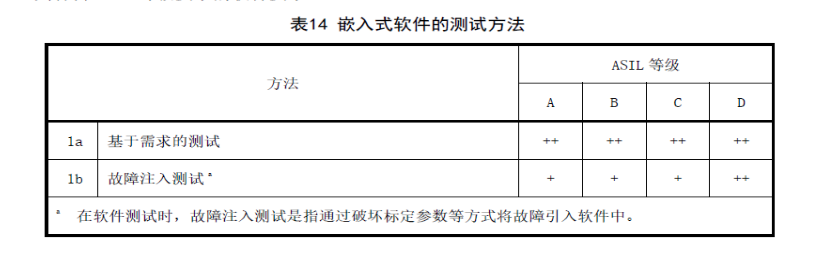 表14 嵌入式软件的测试方法
方法 ASIL 等级
A B C D
1a 基于需求的测试 ++ ++ ++ ++
1b 故障注入测试ª + + + ++
ª 在软件测试时，故障注入测试是指通过破坏标定参数等方式将故障引入软件中。